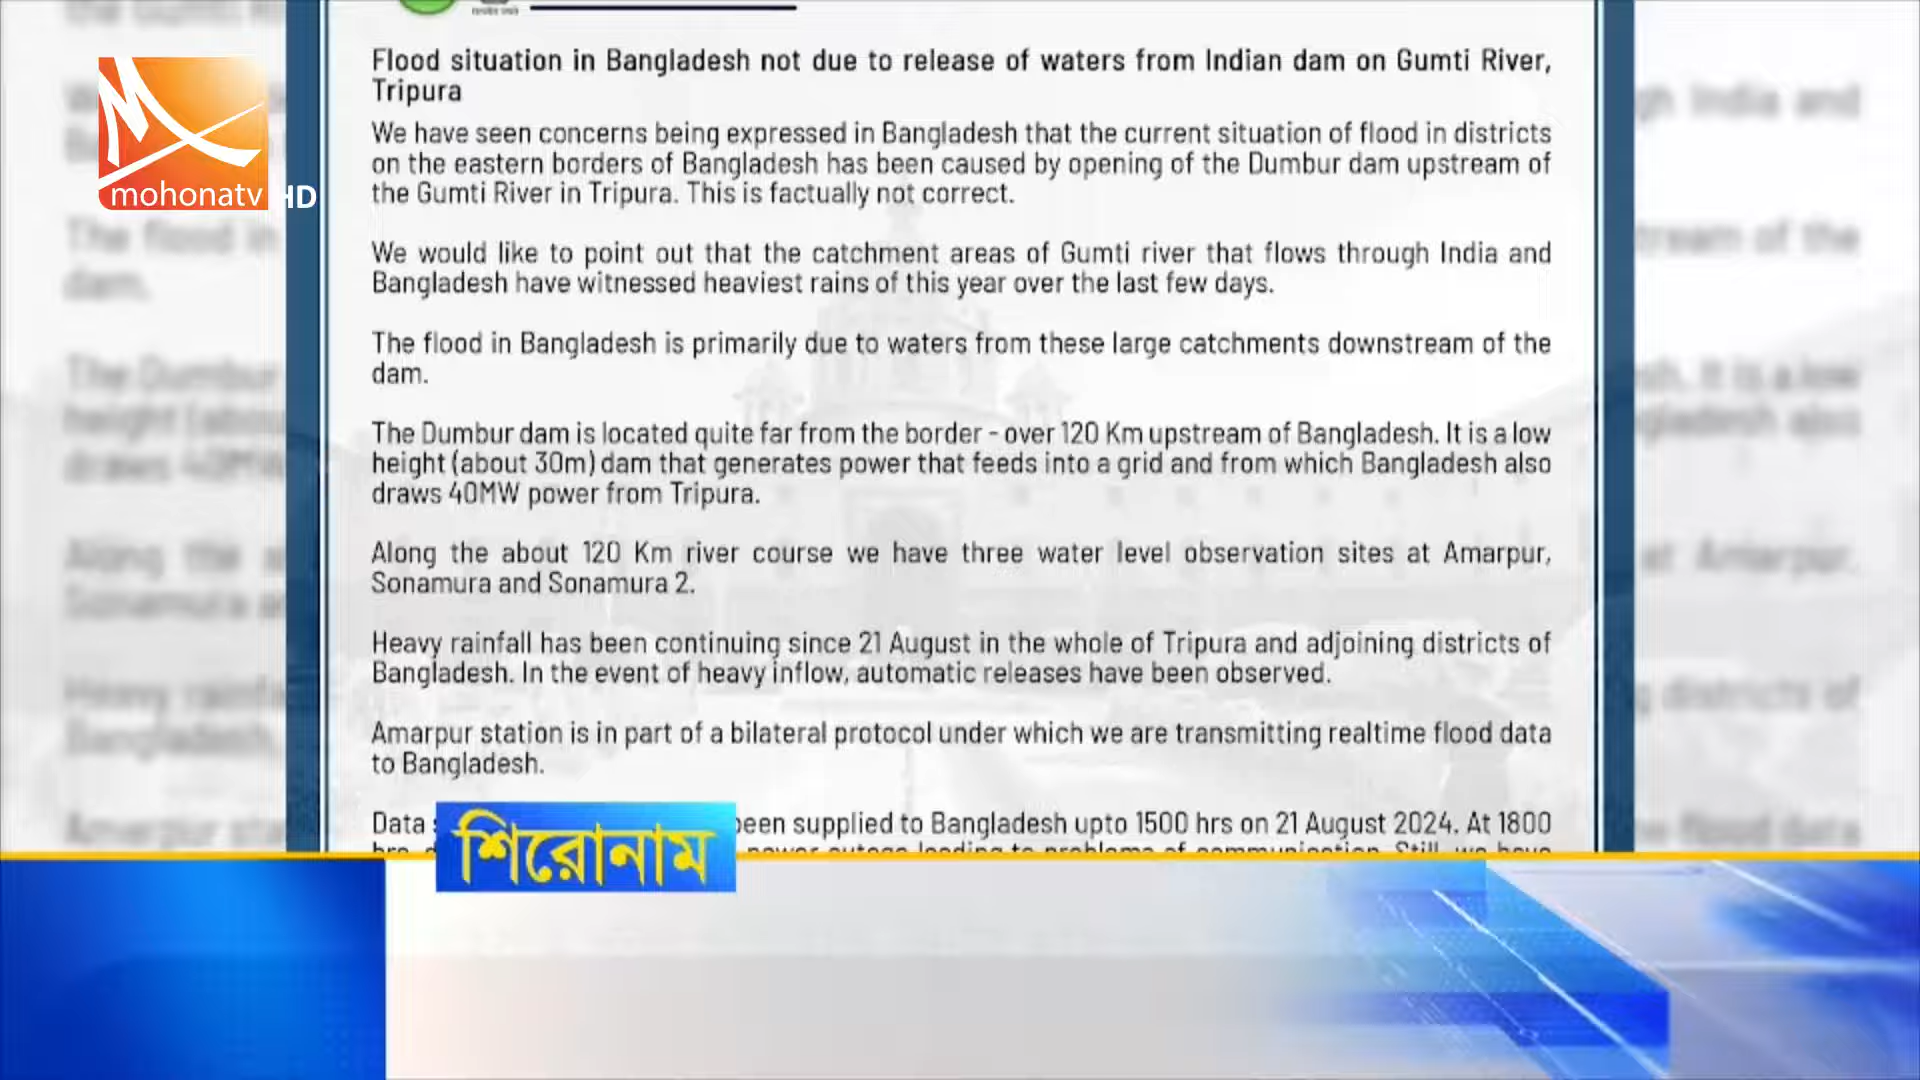 Flood situation in Bangladesh not due to release of waters from Indian dam on Gumti River,
Tripura
We have seen concerns being expressed in Bangladesh that the current situation of flood in districts
on the eastern borders of Bangladesh has been caused by opening of the Dumbur dam upstream of
the Gumti River in Tripura. This is factually not correct.
We would like to point out that the catchment areas of Gumti river that flows through India and
Bangladesh have witnessed heaviest rains of this year over the last few days.
The flood in Bangladesh is primarily due to waters from these large catchments downstream of the
dam.
The Dumbur dam is located quite far from the border - over 120 Km upstream of Bangladesh. It is a low
height (about 30m) dam that generates power that feeds into a grid and from which Bangladesh also
draws 40MW power from Tripura.
Along the about 120 Km river course we have three water level observation sites at Amarpur,
Sonamura and Sonamura 2.
Heavy rainfall has been continuing since 21 August in the whole of Tripura and adjoining districts of
Bangladesh. In the event of heavy inflow, automatic releases have been observed.
Amarpur station is in part of a bilateral protocol under which we are transmitting realtime flood data
to Bangladesh.
Data been supplied to Bangladesh upto 1500 hrs on 21 August 2024. At 1800
power outage leading to problems of communication. Still, we have
mohonatv HD
শিরোনাম